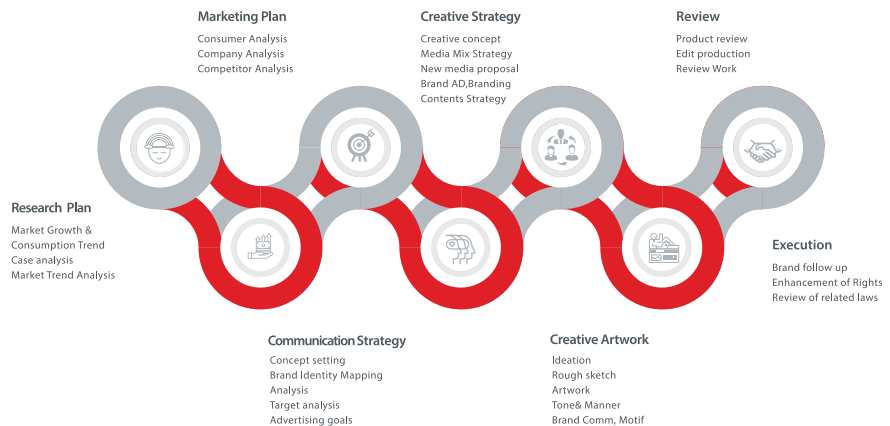 Marketing Plan
Consumer Analysis
Company Analysis
Competitor Analysis
Creative Strategy
Creative concept
Media Mix Strategy
New media proposal
Brand AD,Branding
Contents Strategy
Review
Product review
Edit production
Review Work
Research Plan
Market Growth &
Consumption Trend
Case analysis
Market Trend Analysis
Execution
Brand follow up
Enhancement of Rights
Review of related laws
Communication Strategy
Concept setting
Brand Identity Mapping
Analysis
Target analysis
Advertising goals
Creative Artwork
Ideation
Rough sketch
Artwork
Tone& Manner
Brand Comm, Motif